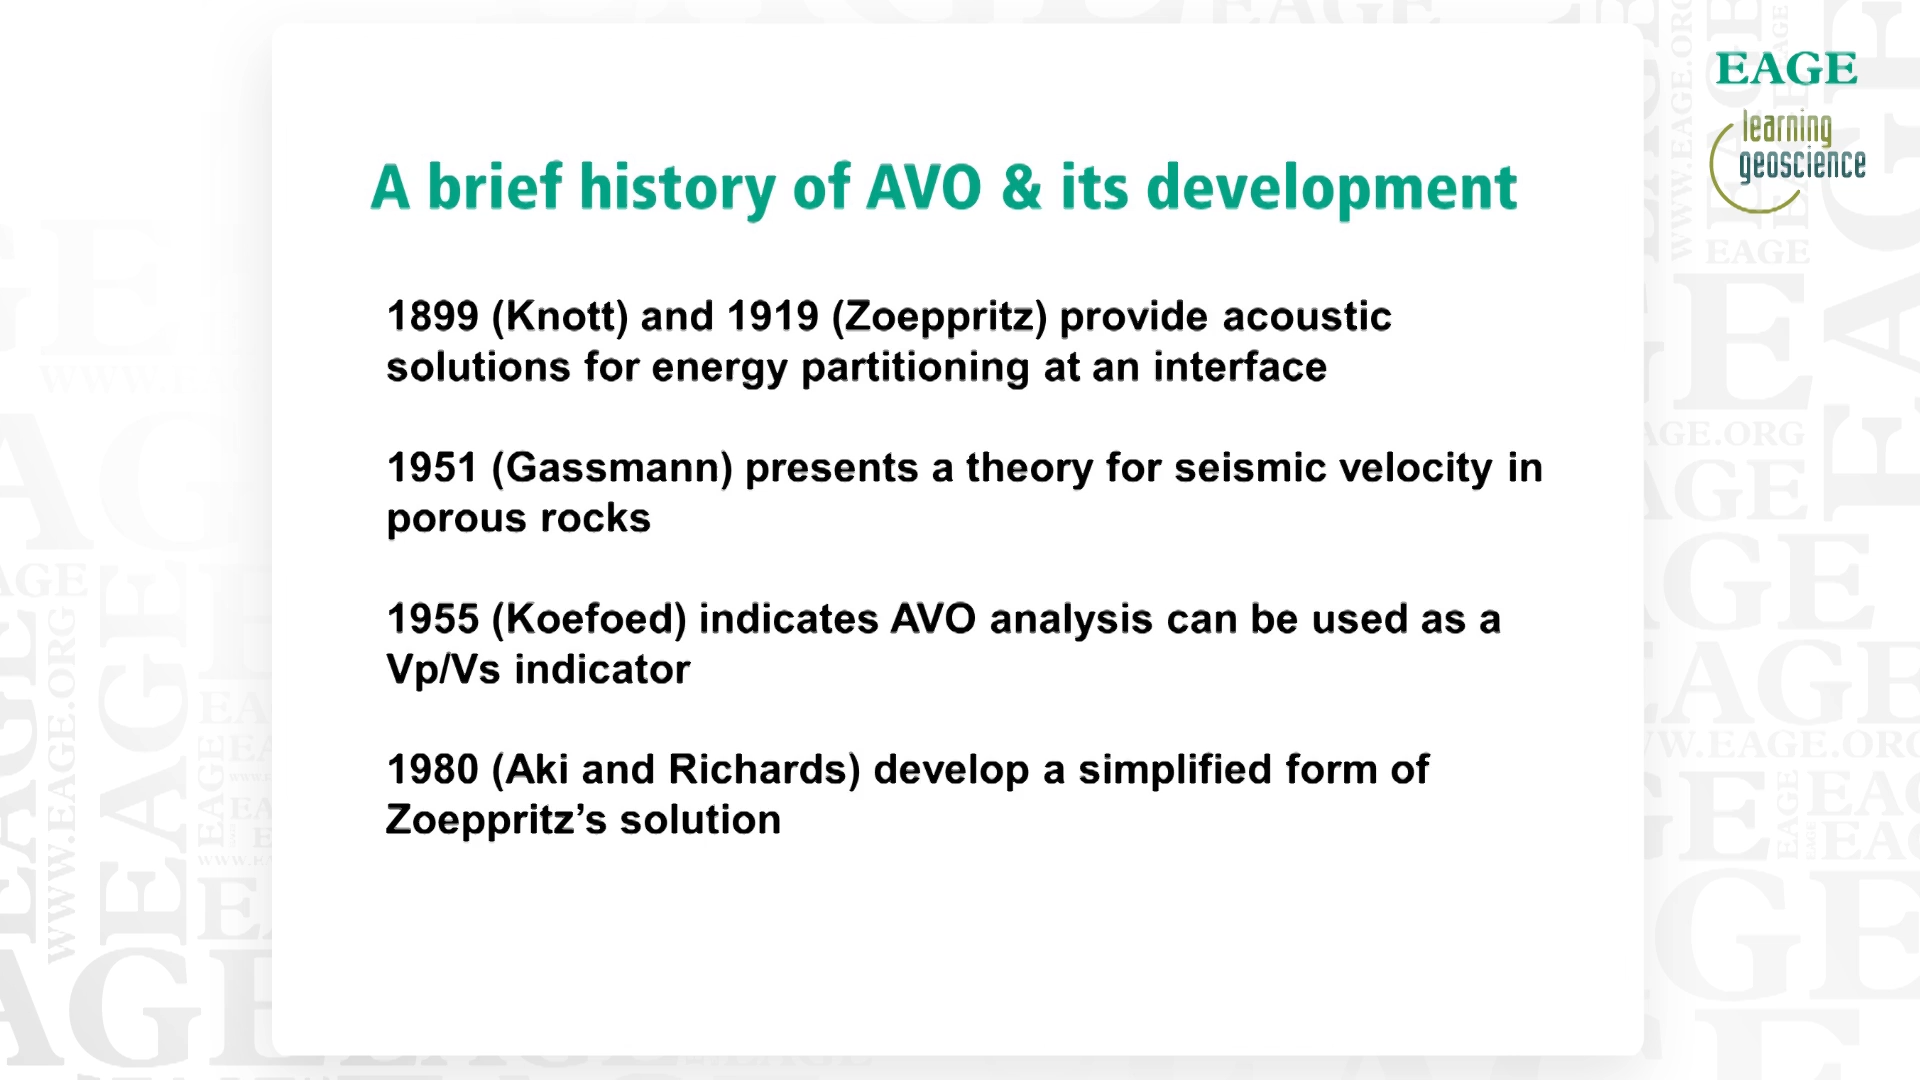 EAGE
learning
geoscience
A brief history of AVO & its development
1899 (Knott) and 1919 (Zoeppritz) provide acoustic
solutions for energy partitioning at an interface
1951 (Gassmann) presents a theory for seismic velocity in
porous rocks
1955 (Koefoed) indicates AVO analysis can be used as a
Vp/Vs indicator
1980 (Aki and Richards) develop a simplified form of
Zoeppritz’s solution